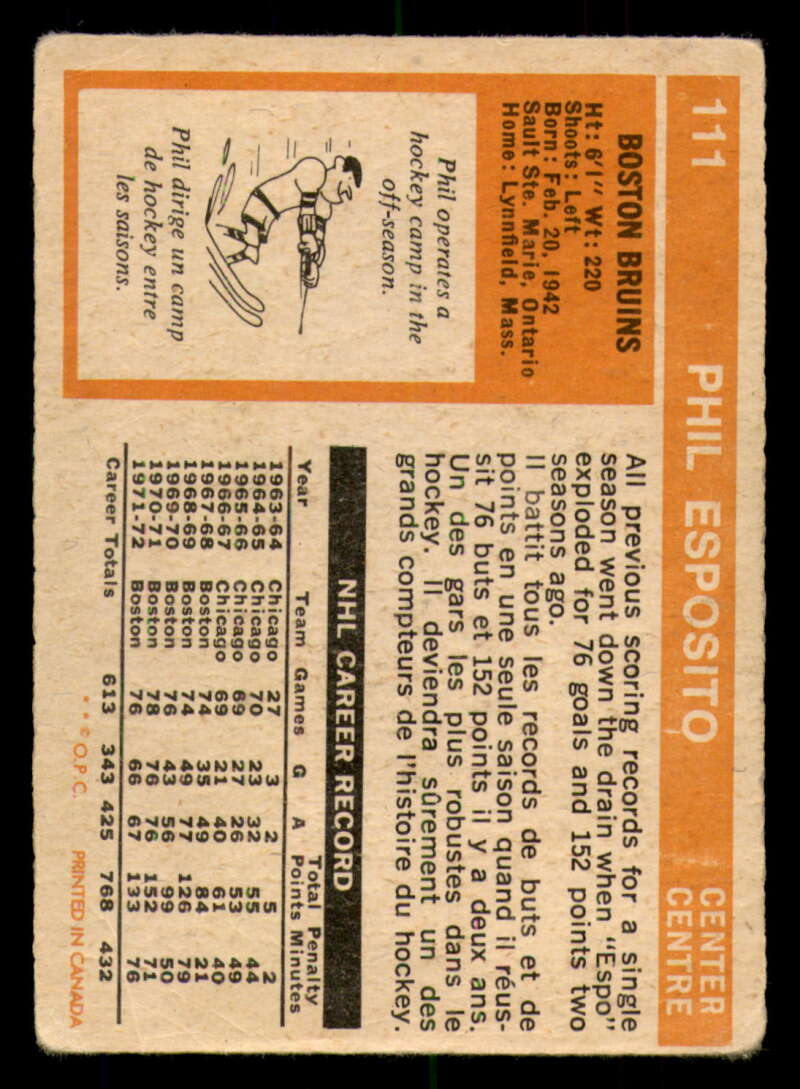 111 PHIL ESPOSITO CENTER
CENTRE
BOSTON BRUINS
Ht: 6'1" Wt: 220
Shoots: Left
Born: Feb. 20, 1942
Sault Ste. Marie, Ontario
Home: Lynnfield, Mass.
Phil operates a
hockey camp in the
off-season.
Phil dirige un camp
de hockey entre
les saisons.
All previous scoring records for a single
season went down the drain when "Espo"
exploded for 76 goals and 152 points two
seasons ago.
Il battit tous les records de buts et de
points en une seule saison quand il réus-
sit 76 buts et 152 points il y a deux ans.
Un des gars les plus robustes dans le
hockey. Il deviendra sûrement un des
grands compteurs de l'histoire du hockey.
NHL CAREER RECORD
Total Penalty
Year Team Games G A Points Minutes
1963-64 Chicago 27 3 2 5 2
1964-65 Chicago 70 23 32 55 44
1965-66 Chicago 69 27 26 53 49
1966-67 Chicago 69 21 40 61 40
1967-68 Boston 74 35 49 84 21
1968-69 Boston 74 49 77 126 79
1969-70 Boston 76 43 56 99 50
1970-71 Boston 78 76 76 152 71
1971-72 Boston 76 66 67 133 76
Career Totals 613 343 425 768 432
* * © O.P.C. PRINTED IN CANADA